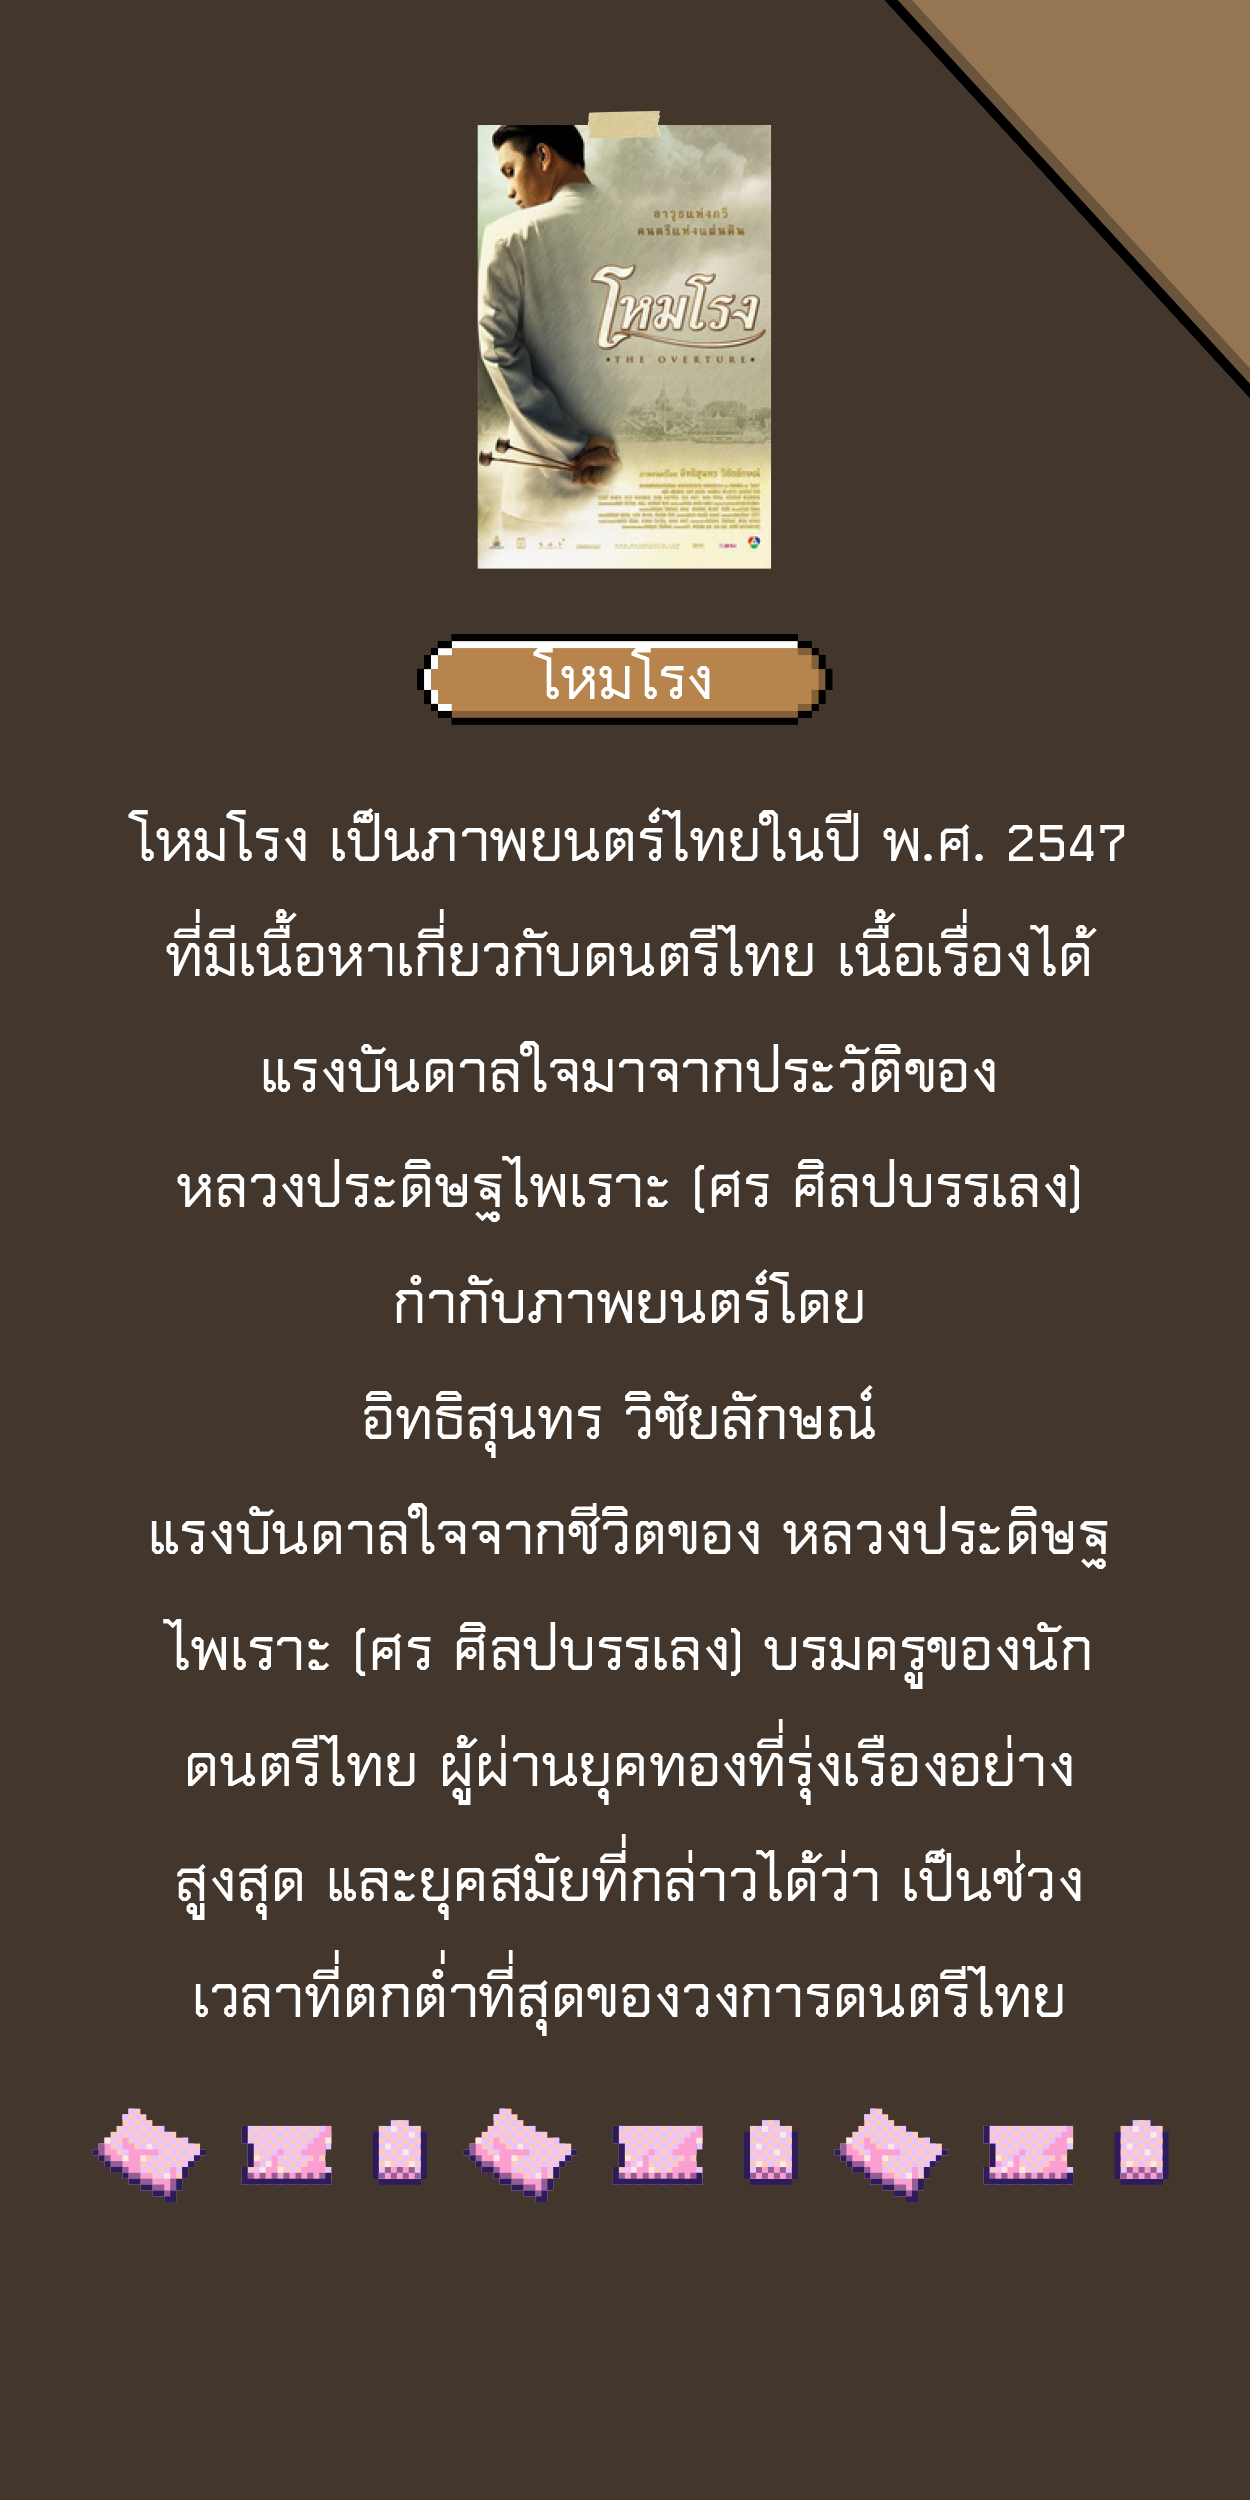 อาวุธแห่งกวี
ดนตรีแห่งแผ่นดิน
โหมโรง
THE OVERTURE
โหมโรง
โหมโรง เป็นภาพยนตร์ไทยในปี พ.ศ. 2547
ที่มีเนื้อหาเกี่ยวกับดนตรีไทย เนื้อเรื่องได้
แรงบันดาลใจมาจากประวัติของ
หลวงประดิษฐไพเราะ (ศร ศิลปบรรเลง)
กำกับภาพยนตร์โดย
อิทธิสุนทร วิชัยลักษณ์
แรงบันดาลใจจากชีวิตของ หลวงประดิษฐ
ไพเราะ (ศร ศิลปบรรเลง) บรมครูของนัก
ดนตรีไทย ผู้ผ่านยุคทองที่รุ่งเรืองอย่าง
สูงสุด และยุคสมัยที่กล่าวได้ว่า เป็นช่วง
เวลาที่ตกต่ำที่สุดของวงการดนตรีไทย